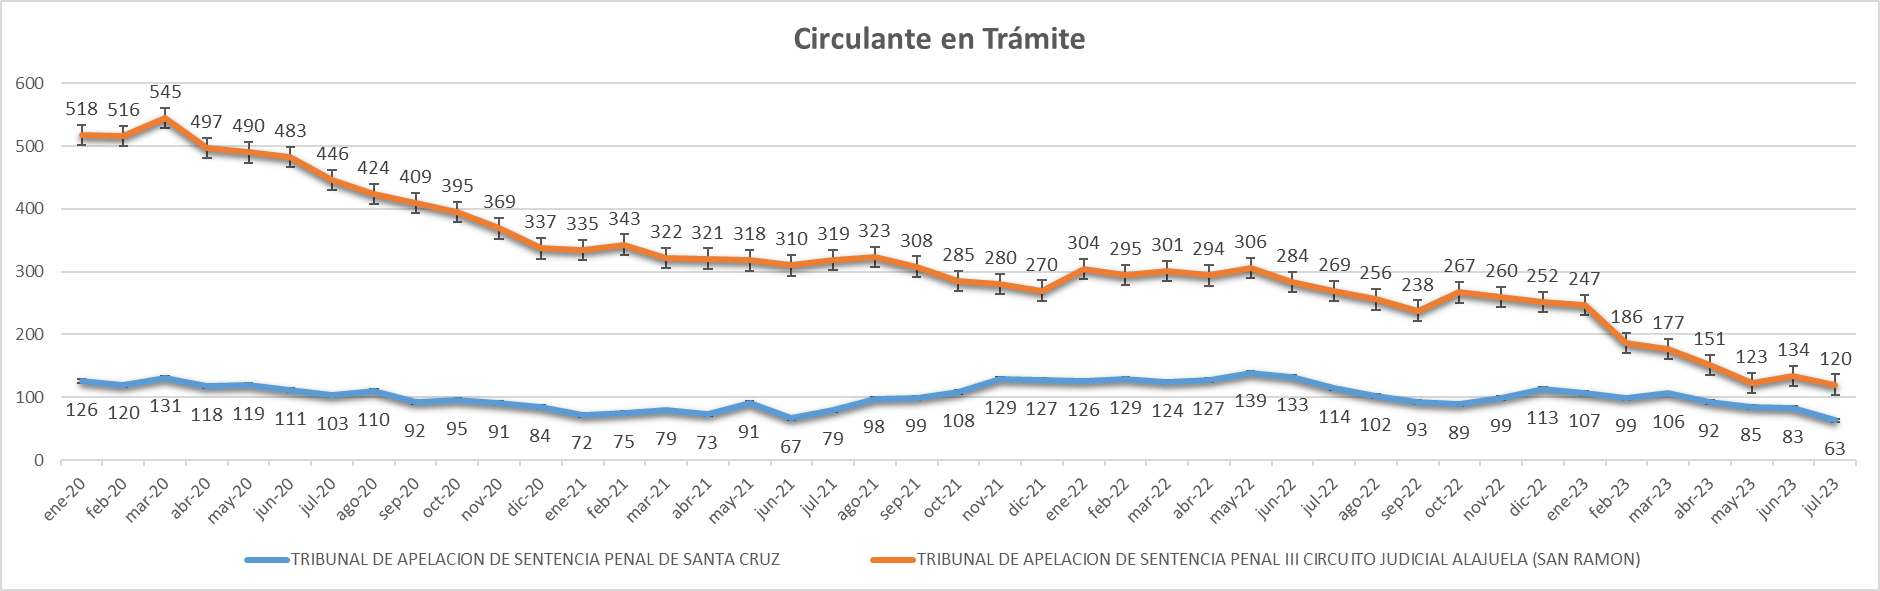 Circulante en Trámite
600
500
400
300
200
100
0
518 516 545 497 490 483 446 424 409 395 369 337 335 343 322 321 318 310 319 323 308 285 280 270 304 295 301 294 306 284 269 256 238 267 260 252 247 186 177 151 123 134 120
126 120 131 118 119 111 103 110 92 95 91 84 72 75 79 73 91 67 79 98 99 108 129 127 126 129 124 127 139 133 114 102 93 89 99 113 107 99 106 92 85 83 63
ene-20 feb-20 mar-20 abr-20 may-20 jun-20 jul-20 ago-20 sep-20 oct-20 nov-20 dic-20 ene-21 feb-21 mar-21 abr-21 may-21 jun-21 jul-21 ago-21 sep-21 oct-21 nov-21 dic-21 ene-22 feb-22 mar-22 abr-22 may-22 jun-22 jul-22 ago-22 sep-22 oct-22 nov-22 dic-22 ene-23 feb-23 mar-23 abr-23 may-23 jun-23 jul-23
TRIBUNAL DE APELACION DE SENTENCIA PENAL DE SANTA CRUZ TRIBUNAL DE APELACION DE SENTENCIA PENAL III CIRCUITO JUDICIAL ALAJUELA (SAN RAMON)